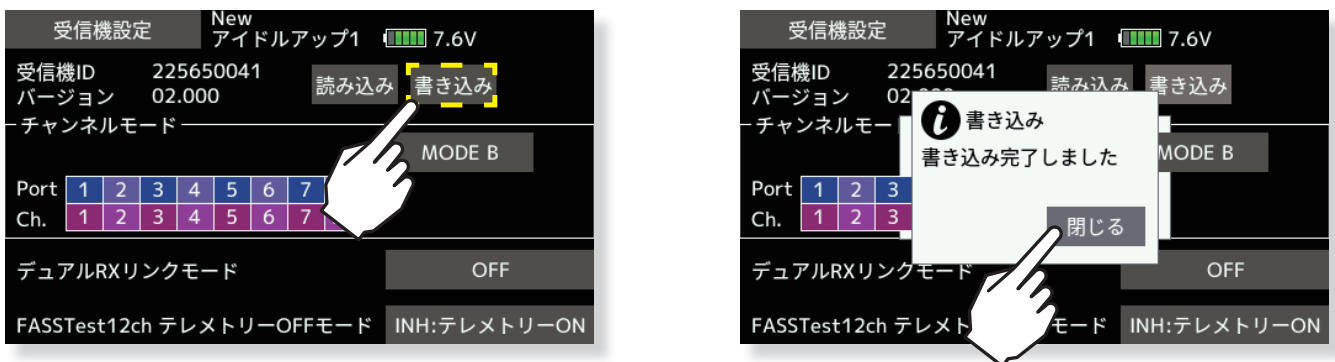 受信機設定
New
アイドルアップ1 7.6V
受信機ID 225650041
バージョン 02.000
読み込み 書き込み
チャンネルモード
MODE B
Port 1 2 3 4 5 6 7
Ch. 1 2 3 4 5 6 7
デュアルRXリンクモード OFF
FASSTest12ch テレメトリーOFFモード INH:テレメトリーON
受信機設定
New
アイドルアップ1 7.6V
受信機ID 225650041
バージョン 02
読み込み 書き込み
チャンネルモー
i 書き込み
書き込み完了しました
MODE B
Port 1 2 3
Ch. 1 2 3
閉じる
デュアルRXリンクモード OFF
FASSTest12ch テレメト モード INH:テレメトリーON